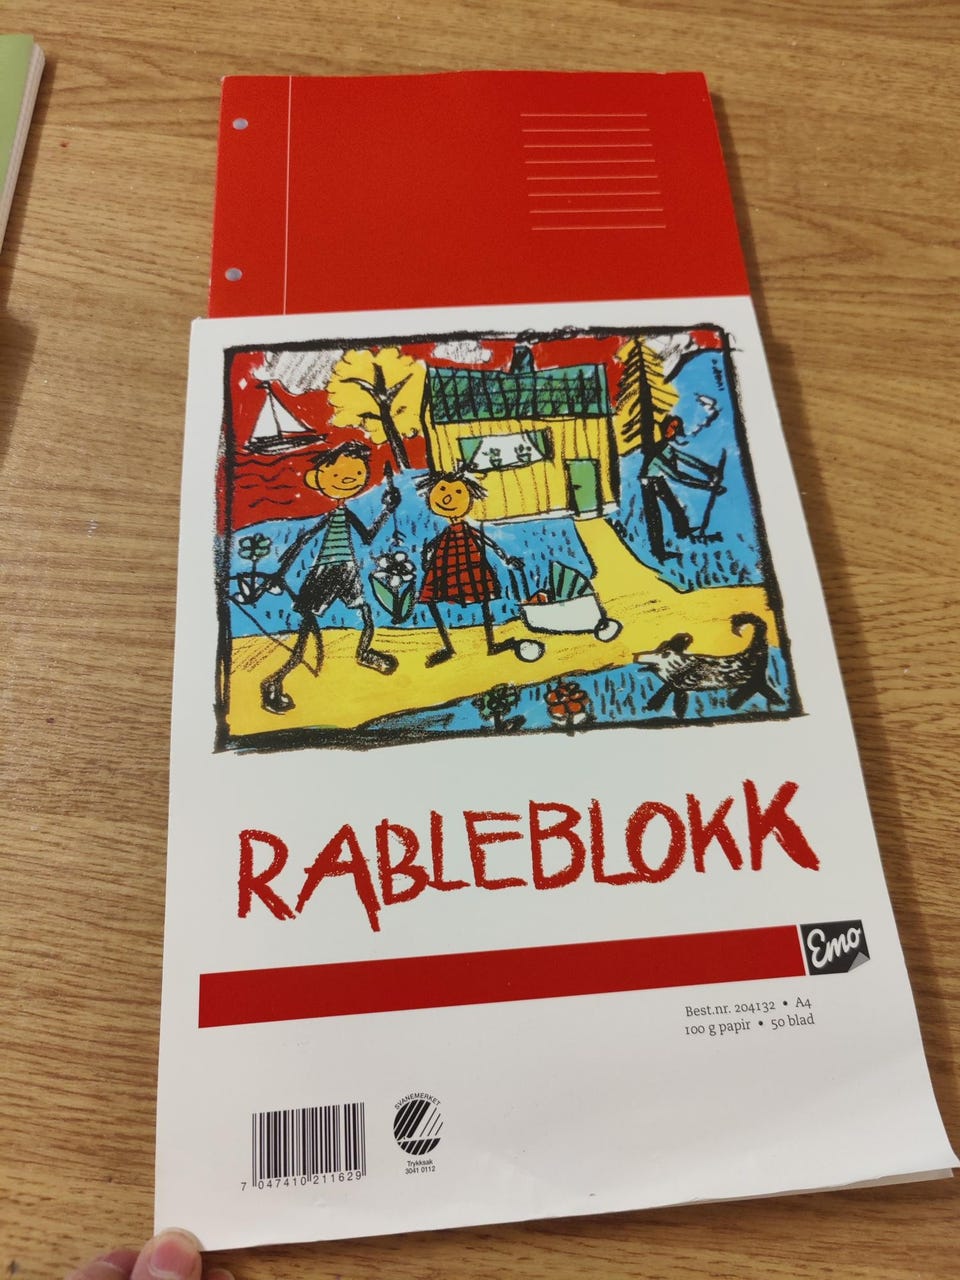 RABLEBLOKK
Emo
Best.nr. 204132 • A4
100 g papir • 50 blad
SVANEMERKET
Trykksak
3041 0112
7 047410 211629